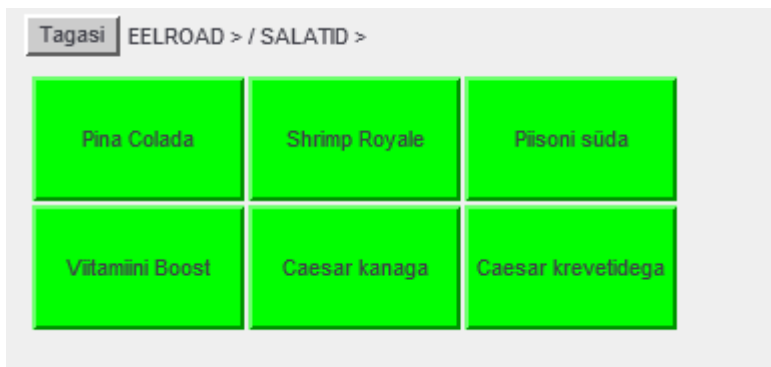 Tagasi EELROAD > / SALATID >
Pina Colada Shrimp Royale Piisoni süda
Viitamiini Boost Caesar kanaga Caesar krevetidega